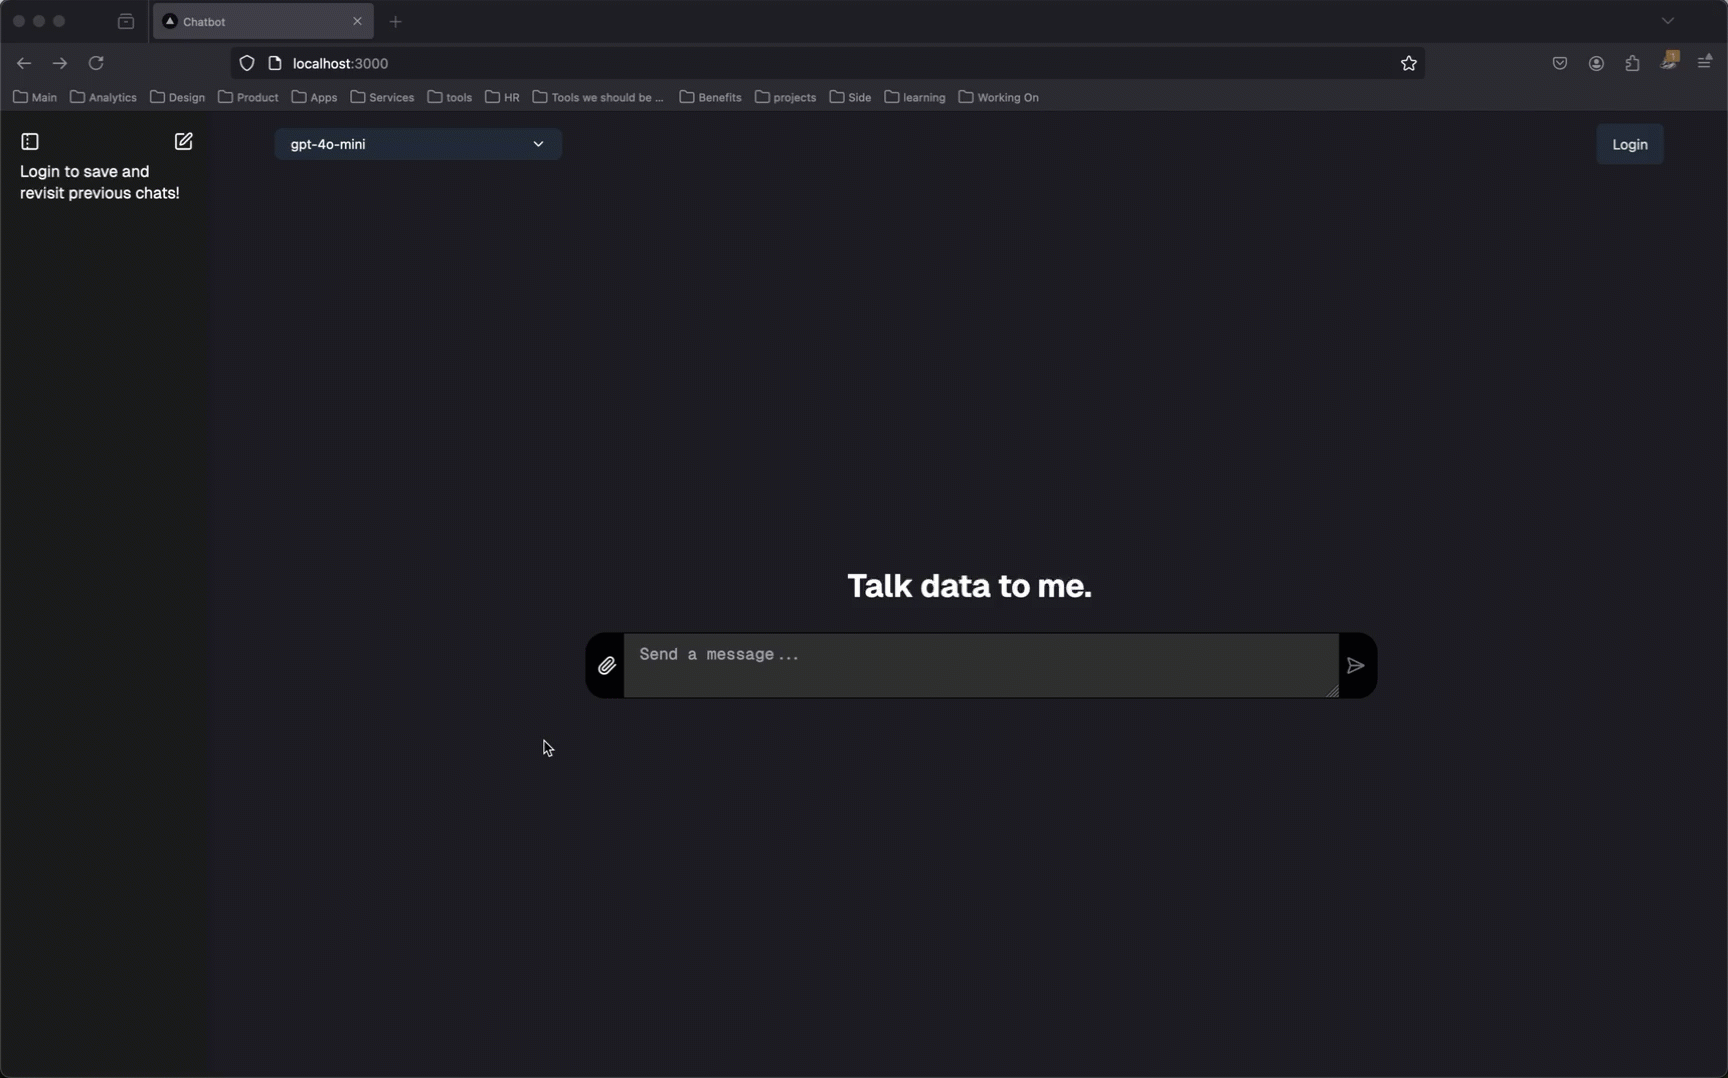 Chatbot
localhost:3000
Main Analytics Design Product Apps Services tools HR Tools we should be ... Benefits projects Side learning Working On
gpt-4o-mini
Login
Login to save and
revisit previous chats!
Talk data to me.
Send a message...